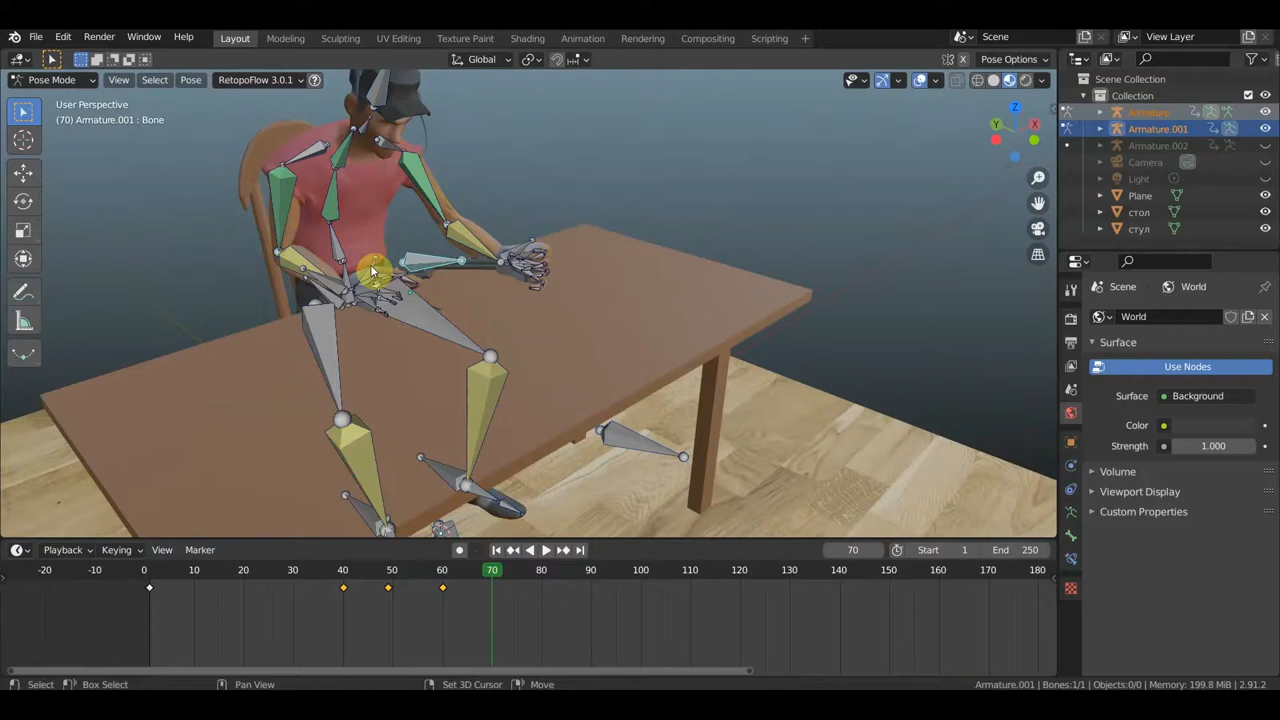 File Edit Render Window Help Layout Modeling Sculpting UV Editing Texture Paint Shading Animation Rendering Compositing Scripting + Scene View Layer
Global X Pose Options
Pose Mode View Select Pose RetopoFlow 3.0.1 Scene Collection
Collection
User Perspective
(70) Armature.001 : Bone
Z
Y X
Armature
Armature.001
Armature.002
Camera
Light
Plane
стол
стул
Scene World
World
Surface
Use Nodes
Surface Background
Color
Strength 1.000
Volume
Viewport Display
Custom Properties
Playback Keying View Marker 70 Start 1 End 250
-20 -10 0 10 20 30 40 50 60 70 80 90 100 110 120 130 140 150 160 170 180
Select Box Select Pan View Set 3D Cursor Move Armature.001 | Bones:1/1 | Objects:0/0 | Memory: 199.8 MiB | 2.91.2